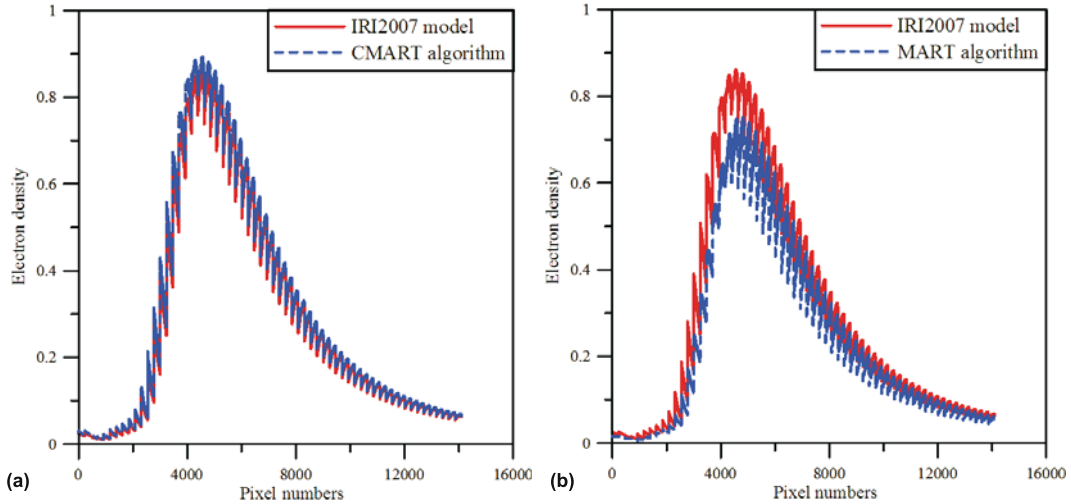 IRI2007 model
CMART algorithm
1
0.8
0.6
0.4
0.2
0
Electron density
0
4000
8000
12000
16000
Pixel numbers
(a)
IRI2007 model
MART algorithm
1
0.8
0.6
0.4
0.2
0
Electron density
0
4000
8000
12000
16000
Pixel numbers
(b)